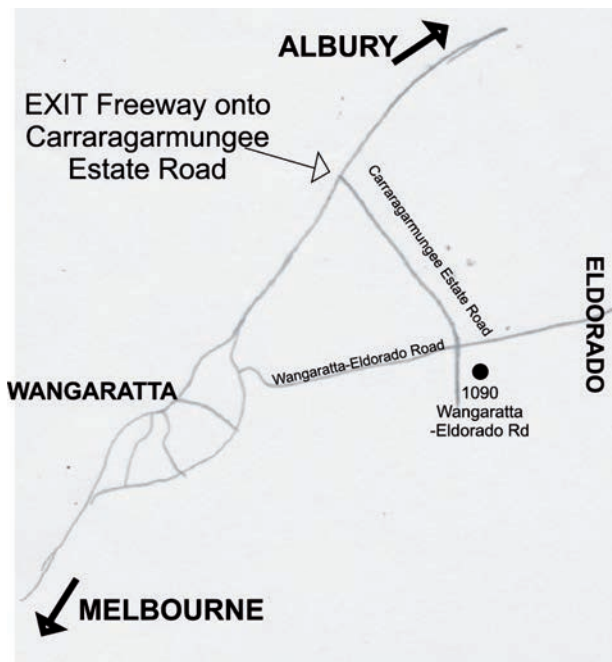 ALBURY
EXIT Freeway onto
Carraragarmungee
Estate Road
Carraragarmungee Estate Road
ELDORADO
Wangaratta-Eldorado Road
WANGARATTA
1090
Wangaratta
-Eldorado Rd
MELBOURNE